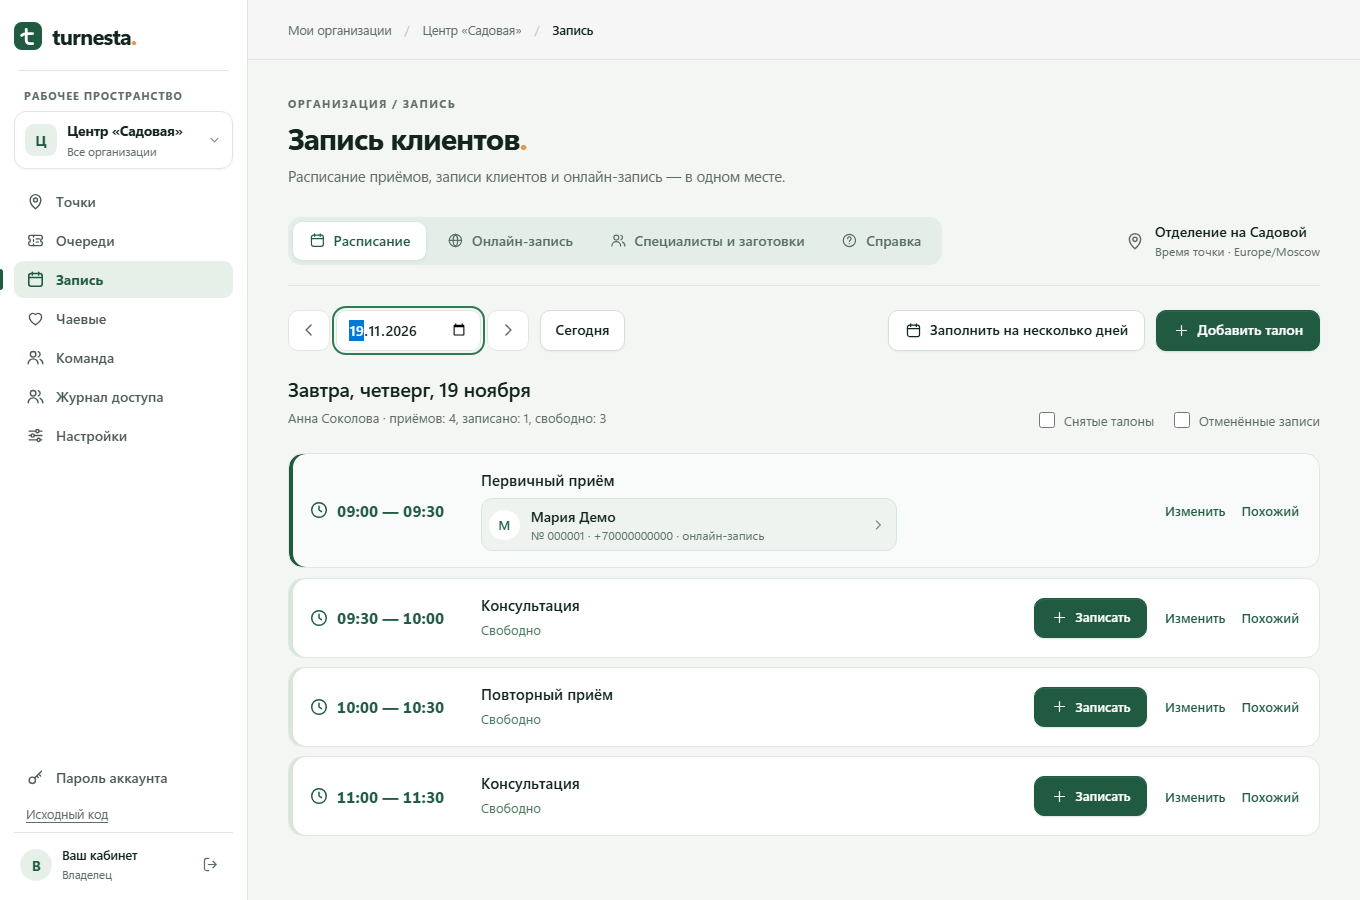 turnesta.
РАБОЧЕЕ ПРОСТРАНСТВО
Ц
Центр «Садовая»
Все организации
Точки
Очереди
Запись
Чаевые
Команда
Журнал доступа
Настройки
Пароль аккаунта
Исходный код
В
Ваш кабинет
Владелец
Мои организации / Центр «Садовая» / Запись
ОРГАНИЗАЦИЯ / ЗАПИСЬ
Запись клиентов.
Расписание приёмов, записи клиентов и онлайн-запись — в одном месте.
Расписание Онлайн-запись Специалисты и заготовки Справка
Отделение на Садовой
Время точки · Europe/Moscow
19.11.2026 Сегодня Заполнить на несколько дней Добавить талон
Завтра, четверг, 19 ноября
Анна Соколова · приёмов: 4, записано: 1, свободно: 3
Снятые талоны Отменённые записи
09:00 — 09:30
Первичный приём
М
Мария Демо
№ 000001 · +70000000000 · онлайн-запись
Изменить Похожий
09:30 — 10:00
Консультация
Свободно
Записать Изменить Похожий
10:00 — 10:30
Повторный приём
Свободно
Записать Изменить Похожий
11:00 — 11:30
Консультация
Свободно
Записать Изменить Похожий